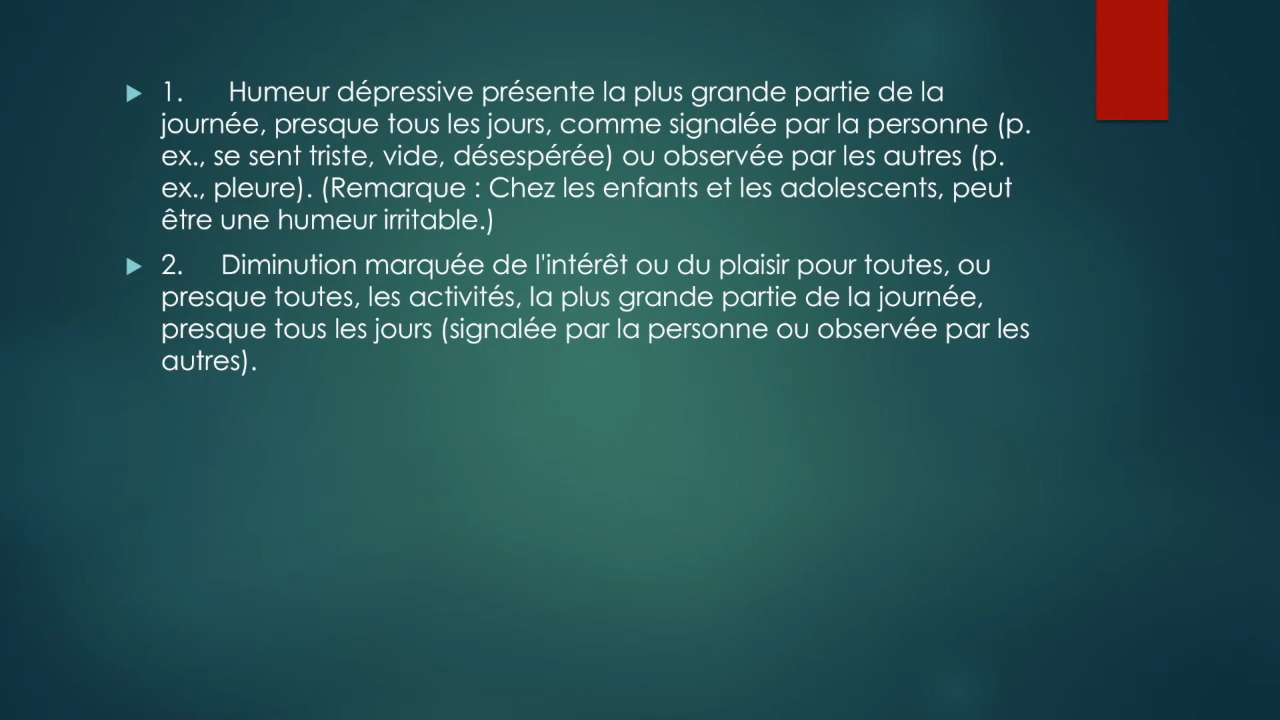 1. Humeur dépressive présente la plus grande partie de la
journée, presque tous les jours, comme signalée par la personne (p.
ex., se sent triste, vide, désespérée) ou observée par les autres (p.
ex., pleure). (Remarque : Chez les enfants et les adolescents, peut
être une humeur irritable.)
2. Diminution marquée de l'intérêt ou du plaisir pour toutes, ou
presque toutes, les activités, la plus grande partie de la journée,
presque tous les jours (signalée par la personne ou observée par les
autres).